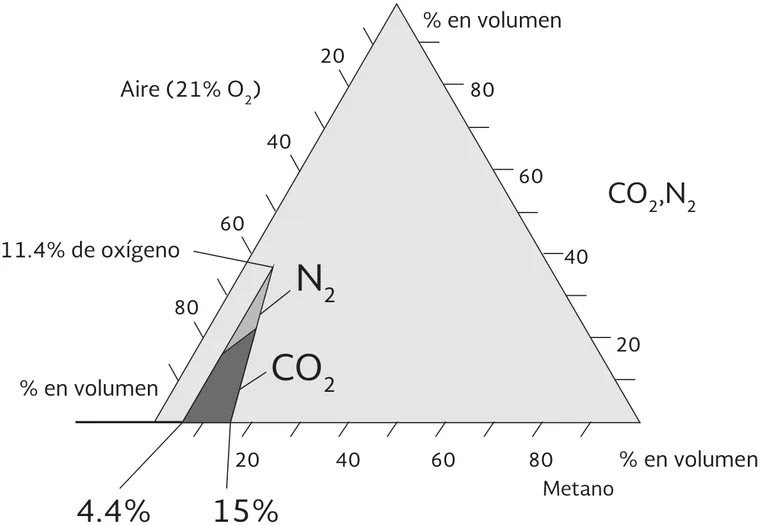 % en volumen
20
Aire (21% O₂)
80
40
60
CO₂,N₂
60
11.4% de oxígeno
40
N₂
80
20
CO₂
% en volumen
20 40 60 80 % en volumen
Metano
4.4% 15%